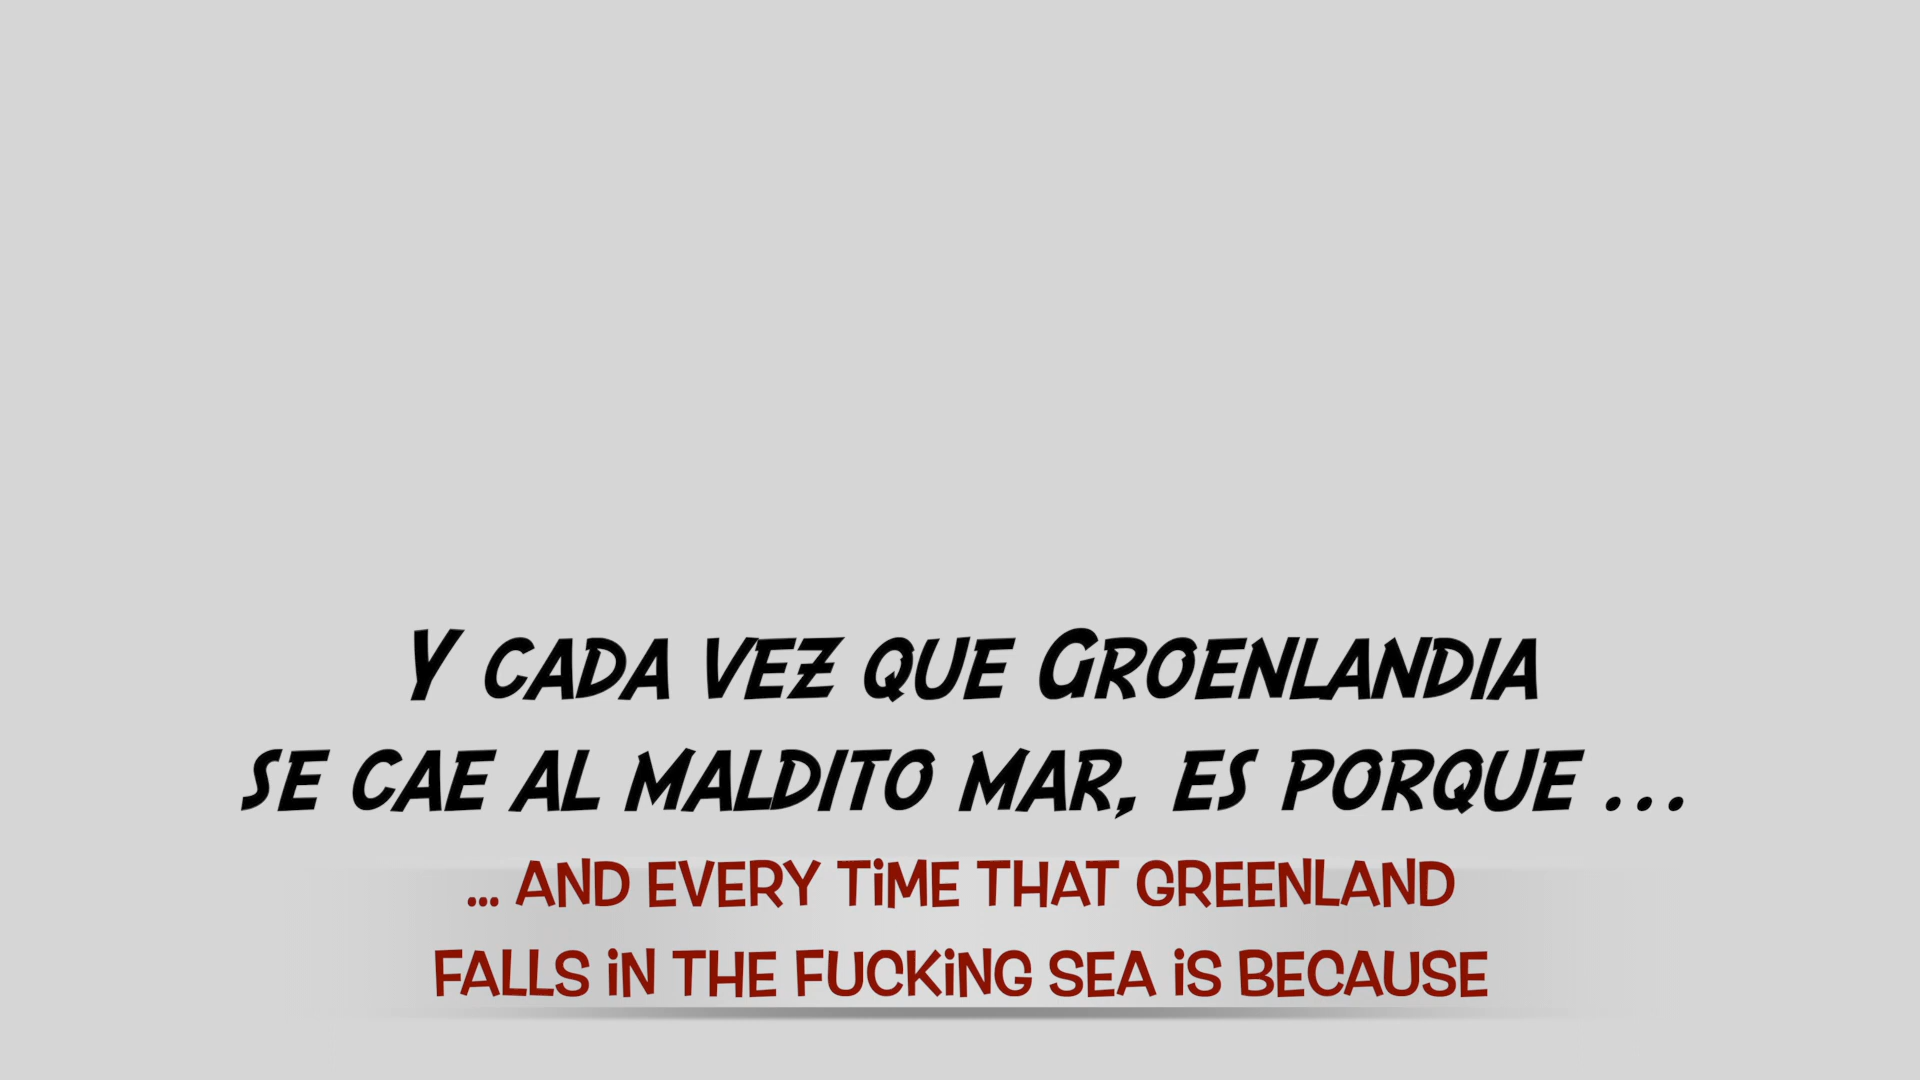 Y CADA VEZ QUE GROENLANDIA
SE CAE AL MALDITO MAR, ES PORQUE ...
... AND EVERY TiME THAT GREENLAND
FALLS iN THE FUCKiNG SEA iS BECAUSE